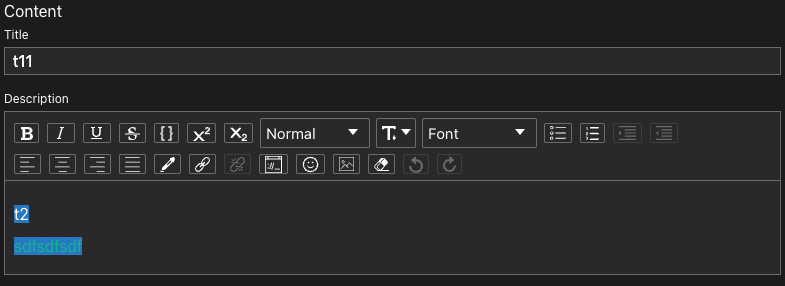 Content
Title
t11
Description
B I U S {} x² X₂ Normal T Font
t2
sdfsdfsdf